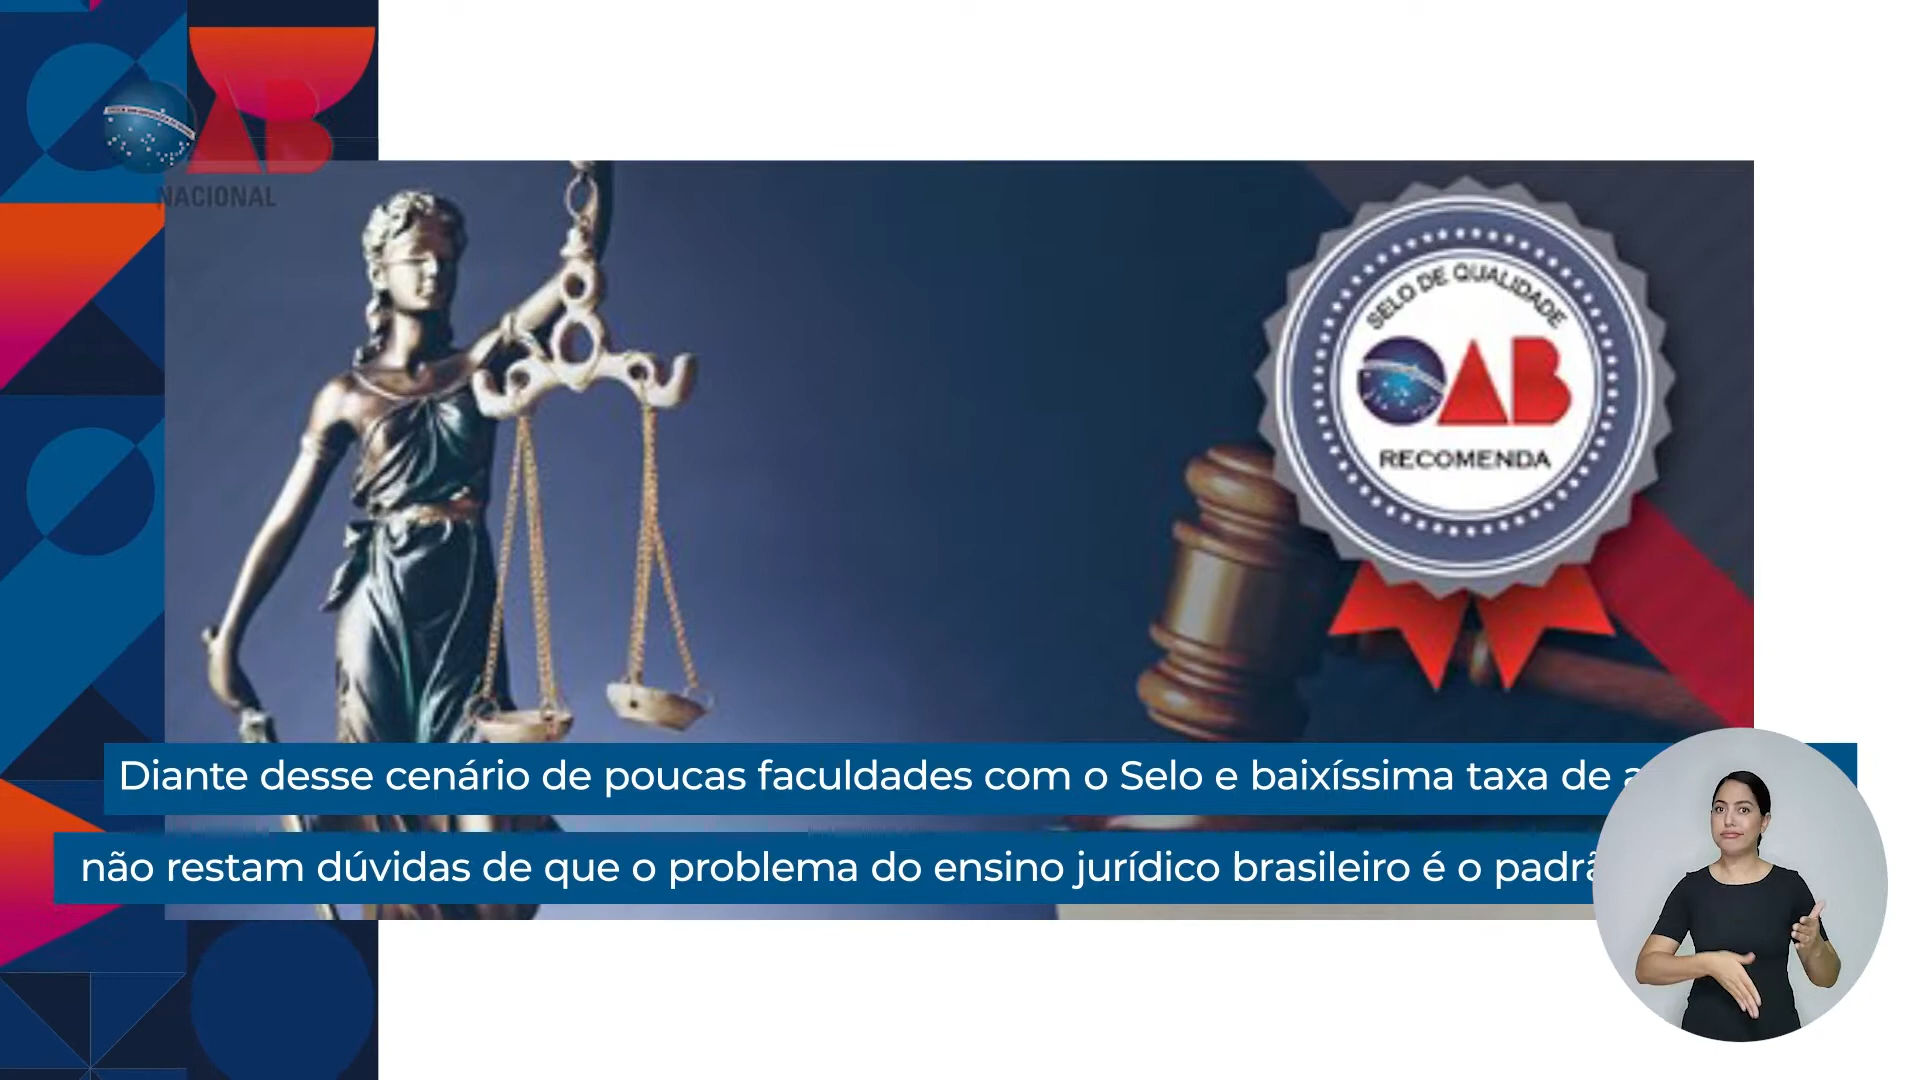 OAB
NACIONAL
SELO DE QUALIDADE
OAB
RECOMENDA
Diante desse cenário de poucas faculdades com o Selo e baixíssima taxa de
não restam dúvidas de que o problema do ensino jurídico brasileiro é o